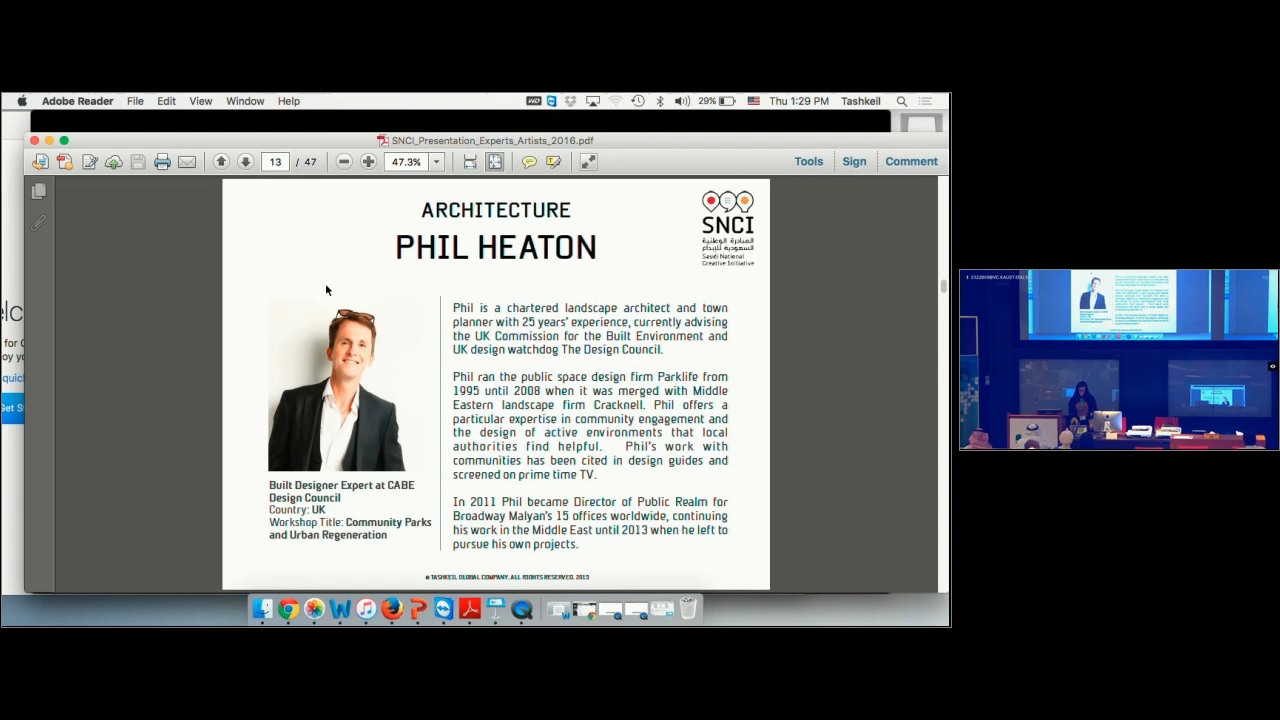 Adobe Reader File Edit View Window Help
29% Thu 1:29 PM Tashkeil
SNCI_Presentation_Experts_Artists_2016.pdf
13 / 47
47.3%
Tools Sign Comment
ARCHITECTURE
PHIL HEATON
SNCI
المبادرة الوطنية
السعودية للإبداع
Saudi National
Creative Initiative
Phil is a chartered landscape architect and town
planner with 25 years' experience, currently advising
the UK Commission for the Built Environment and
UK design watchdog The Design Council.
Phil ran the public space design firm Parklife from
1995 until 2008 when it was merged with Middle
Eastern landscape firm Cracknell. Phil offers a
particular expertise in community engagement and
the design of active environments that local
authorities find helpful. Phil's work with
communities has been cited in design guides and
screened on prime time TV.
In 2011 Phil became Director of Public Realm for
Broadway Malyan's 15 offices worldwide, continuing
his work in the Middle East until 2013 when he left to
pursue his own projects.
Built Designer Expert at CABE
Design Council
Country: UK
Workshop Title: Community Parks
and Urban Regeneration
© TASHKEIL GLOBAL COMPANY. ALL RIGHTS RESERVED. 2015